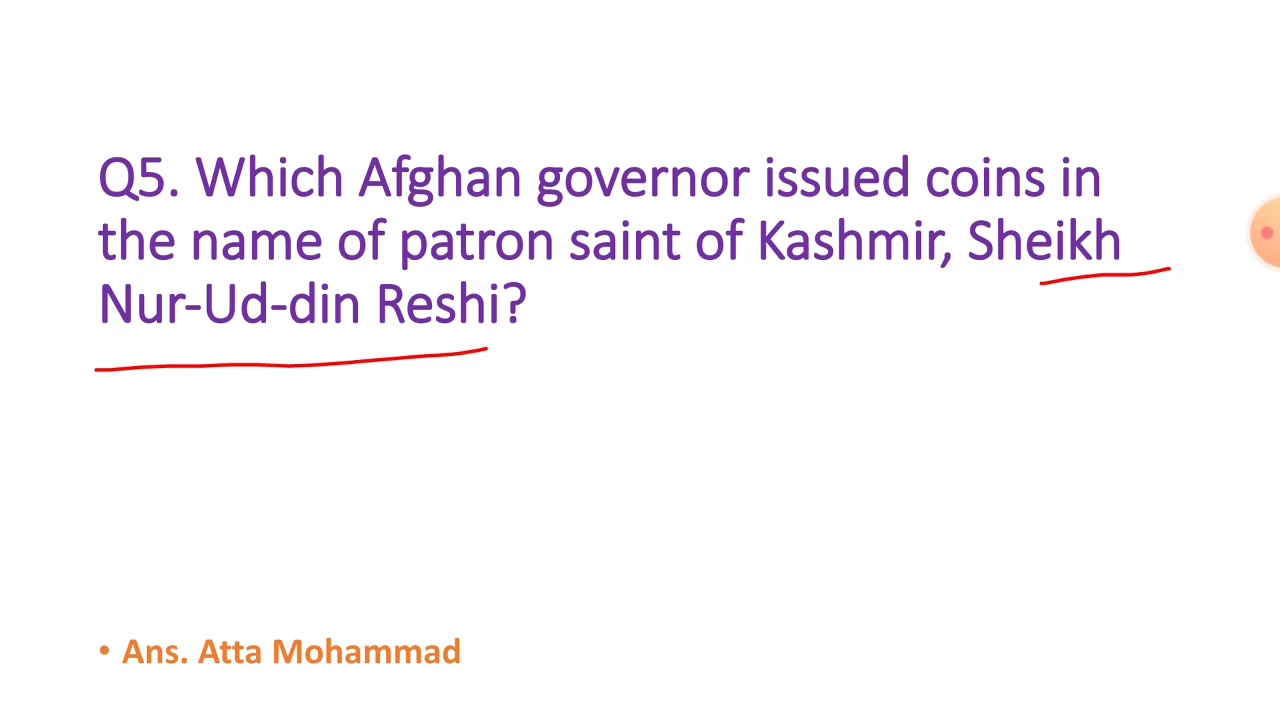 Q5. Which Afghan governor issued coins in
the name of patron saint of Kashmir, Sheikh
Nur-Ud-din Reshi?
• Ans. Atta Mohammad